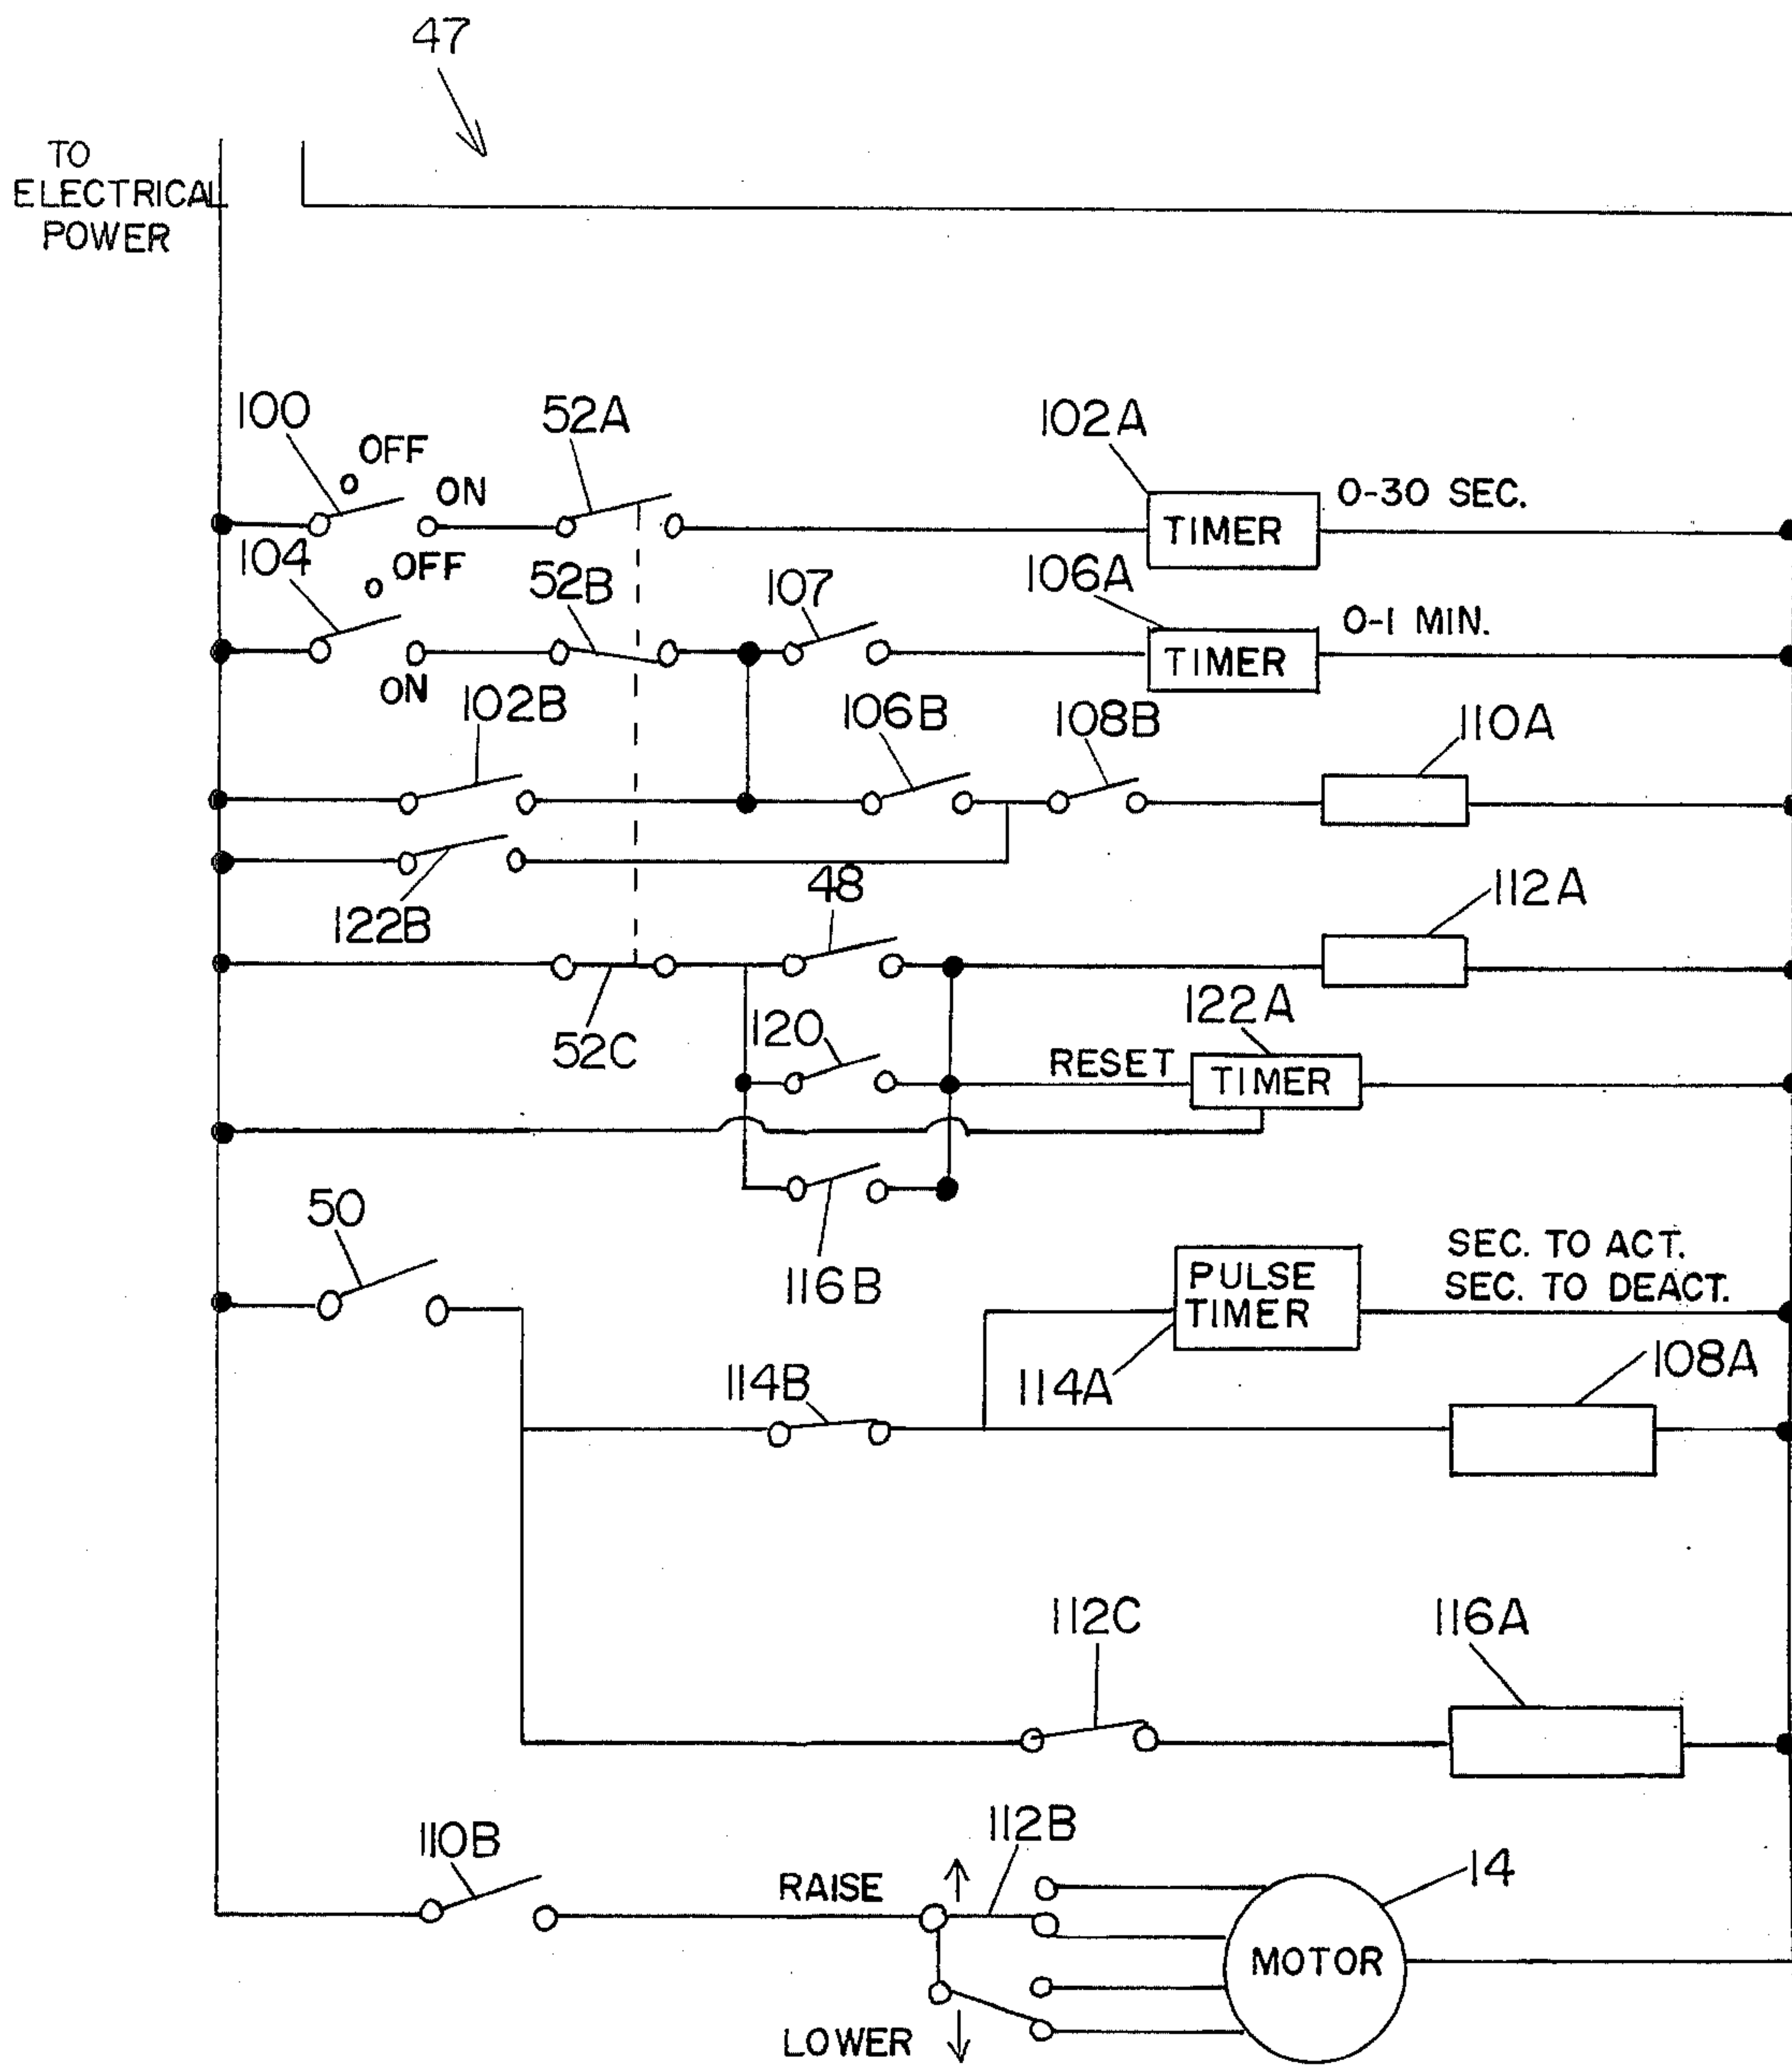 47
TO
ELECTRICAL
POWER
100
OFF
ON
52A
102A
TIMER
0-30 SEC.
104
OFF
ON
52B
107
106A
TIMER
0-1 MIN.
102B
106B
108B
110A
122B
48
112A
52C
120
122A
RESET
TIMER
116B
50
PULSE
TIMER
SEC. TO ACT.
SEC. TO DEACT.
114A
114B
108A
112C
116A
110B
RAISE
112B
14
MOTOR
LOWER